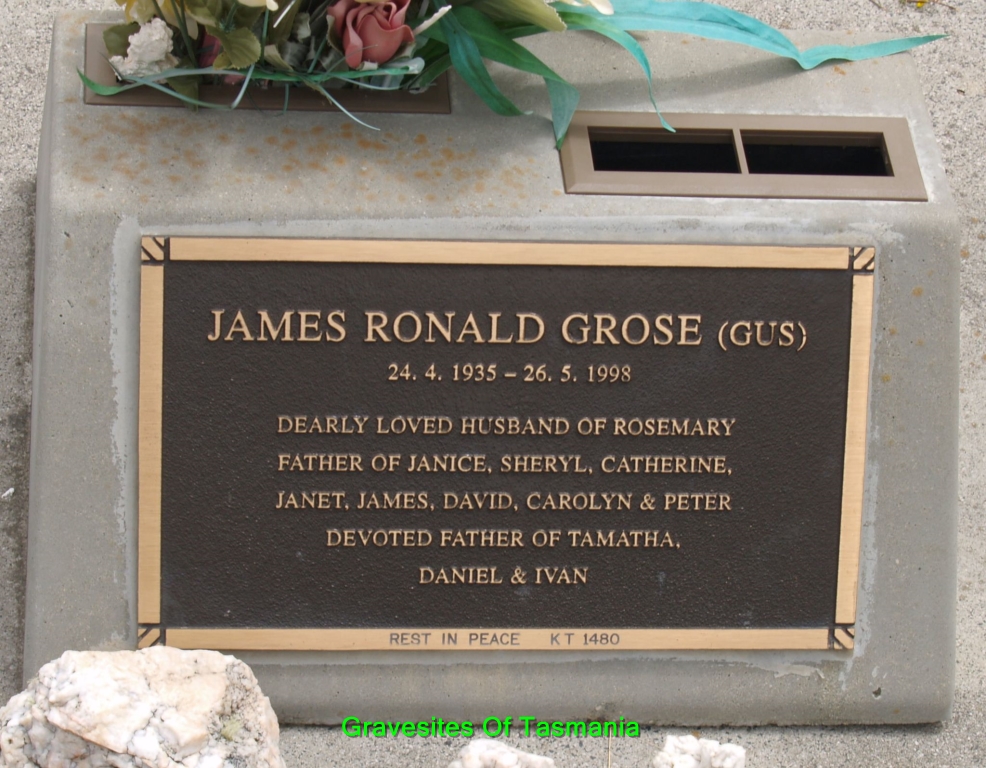 JAMES RONALD GROSE (GUS)
24. 4. 1935 – 26. 5. 1998
DEARLY LOVED HUSBAND OF ROSEMARY
FATHER OF JANICE, SHERYL, CATHERINE,
JANET, JAMES, DAVID, CAROLYN & PETER
DEVOTED FATHER OF TAMATHA,
DANIEL & IVAN
REST IN PEACE KT 1480
Gravesites Of Tasmania